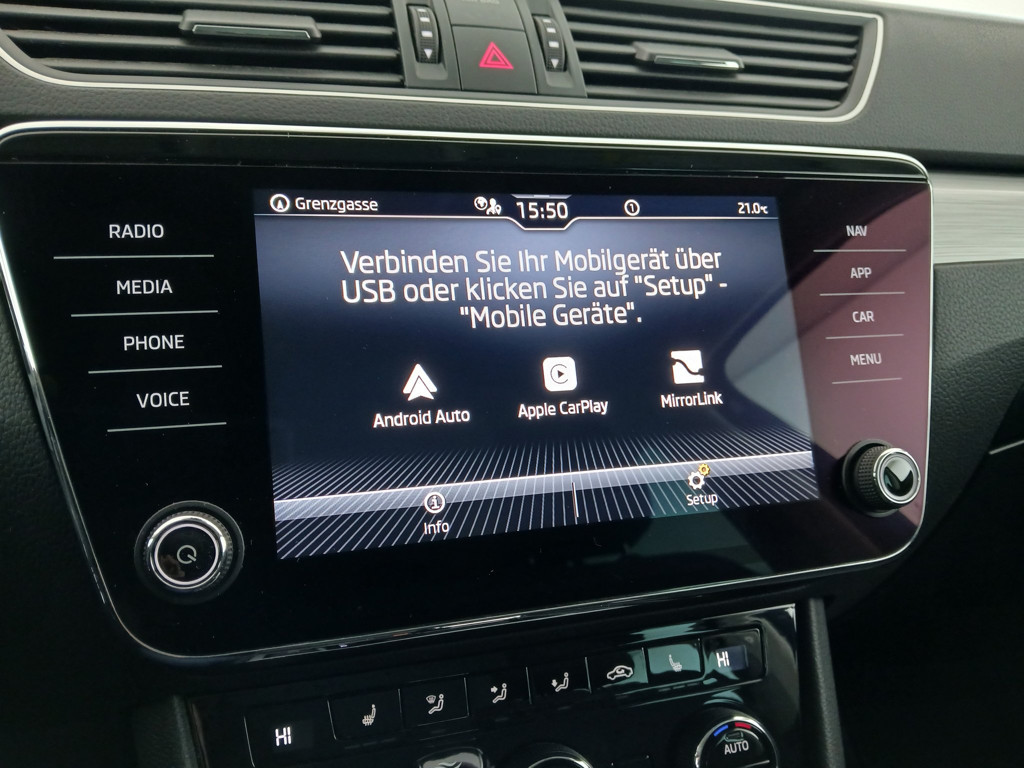 Grenzgasse
15:50
1
21.0°C
RADIO
MEDIA
PHONE
VOICE
Verbinden Sie Ihr Mobilgerät über
USB oder klicken Sie auf "Setup" -
"Mobile Geräte".
Android Auto
Apple CarPlay
MirrorLink
Info
Setup
NAV
APP
CAR
MENU
HI
HI
AUTO